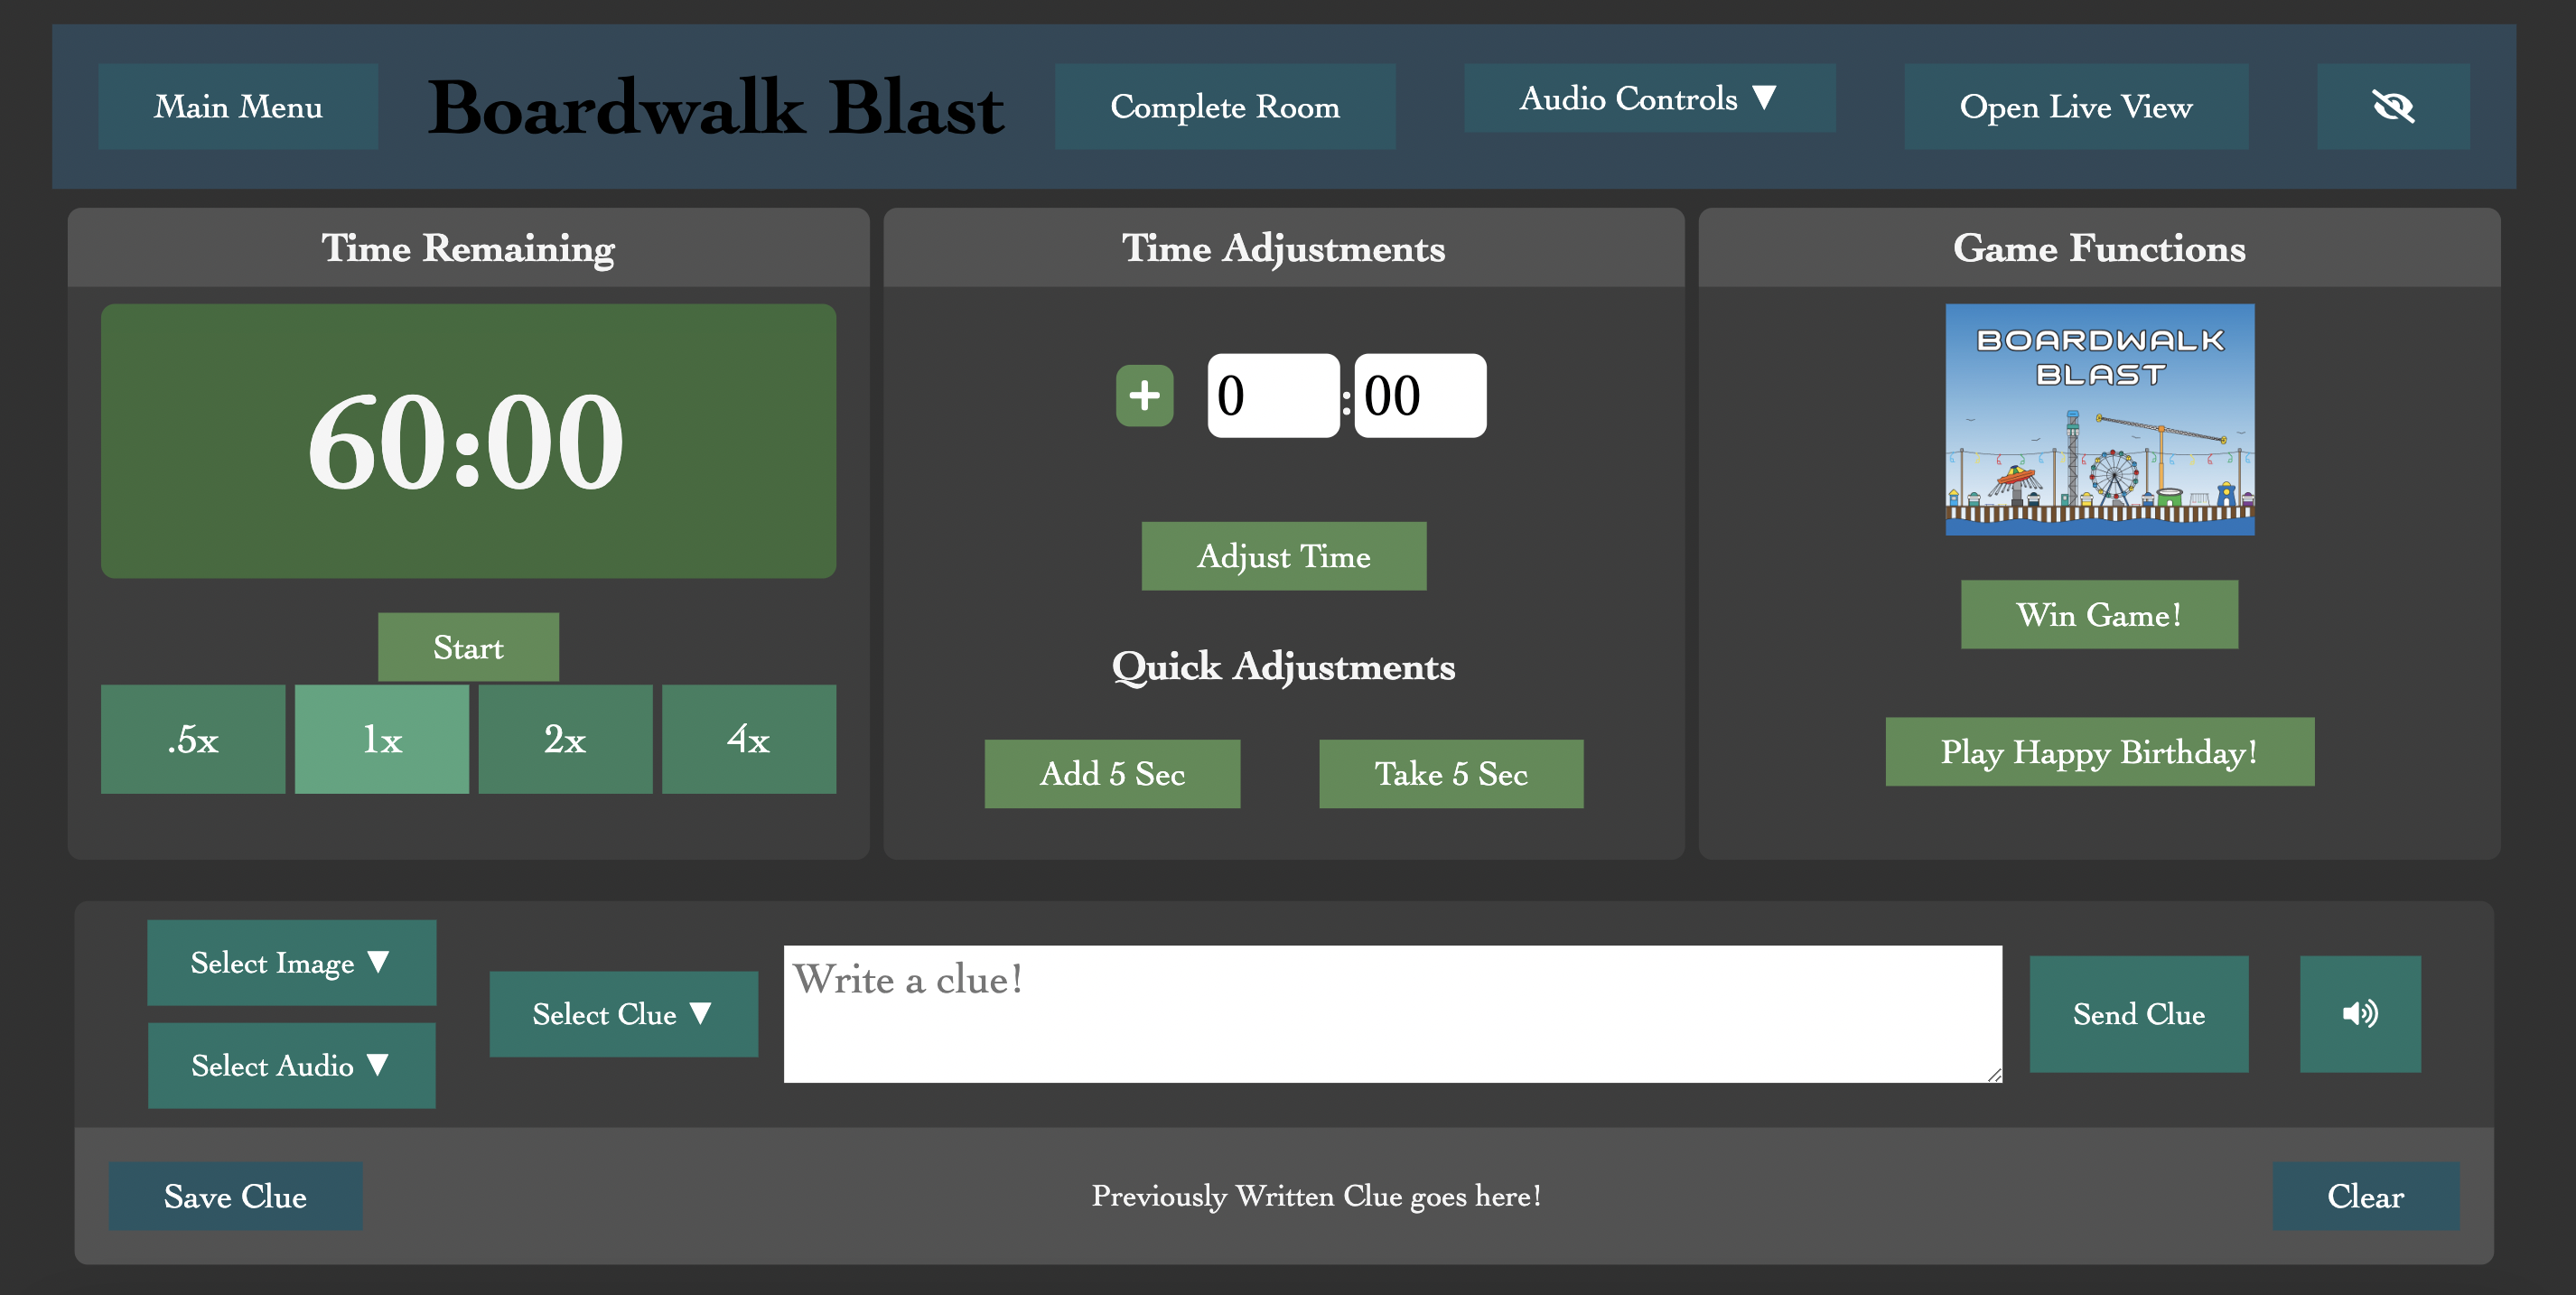 Main Menu
Boardwalk Blast
Complete Room
Audio Controls ▼
Open Live View
Time Remaining
60:00
Start
.5x
1x
2x
4x
Time Adjustments
+
0
:
00
Adjust Time
Quick Adjustments
Add 5 Sec
Take 5 Sec
Game Functions
BOARDWALK
BLAST
Win Game!
Play Happy Birthday!
Select Image ▼
Select Audio ▼
Select Clue ▼
Write a clue!
Send Clue
Save Clue
Previously Written Clue goes here!
Clear